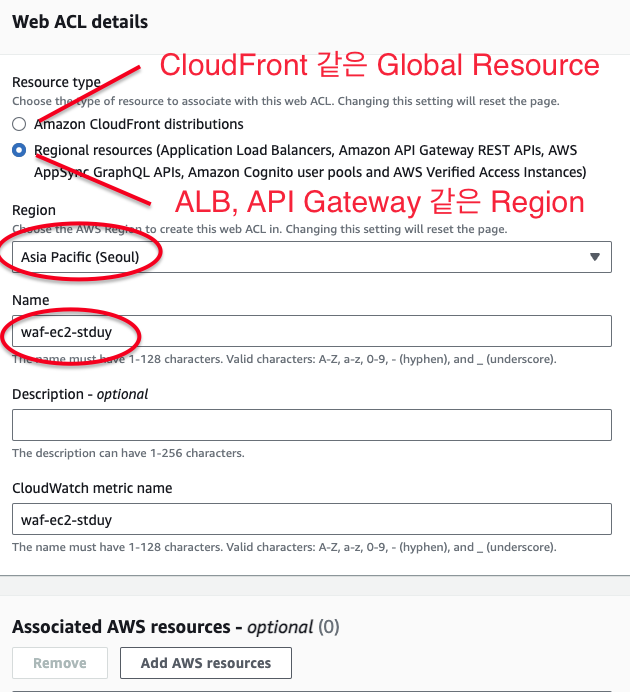 Web ACL details
CloudFront 같은 Global Resource
Resource type
Choose the type of resource to associate with this web ACL. Changing this setting will reset the page.
Amazon CloudFront distributions
Regional resources (Application Load Balancers, Amazon API Gateway REST APIs, AWS
AppSync GraphQL APIs, Amazon Cognito user pools and AWS Verified Access Instances)
ALB, API Gateway 같은 Region
Region
Choose the AWS Region to create this web ACL in. Changing this setting will reset the page.
Asia Pacific (Seoul)
Name
waf-ec2-stduy
The name must have 1-128 characters. Valid characters: A-Z, a-z, 0-9, - (hyphen), and _ (underscore).
Description - optional
The description can have 1-256 characters.
CloudWatch metric name
waf-ec2-stduy
The name must have 1-128 characters. Valid characters: A-Z, a-z, 0-9, - (hyphen), and _ (underscore).
Associated AWS resources - optional (0)
Remove
Add AWS resources